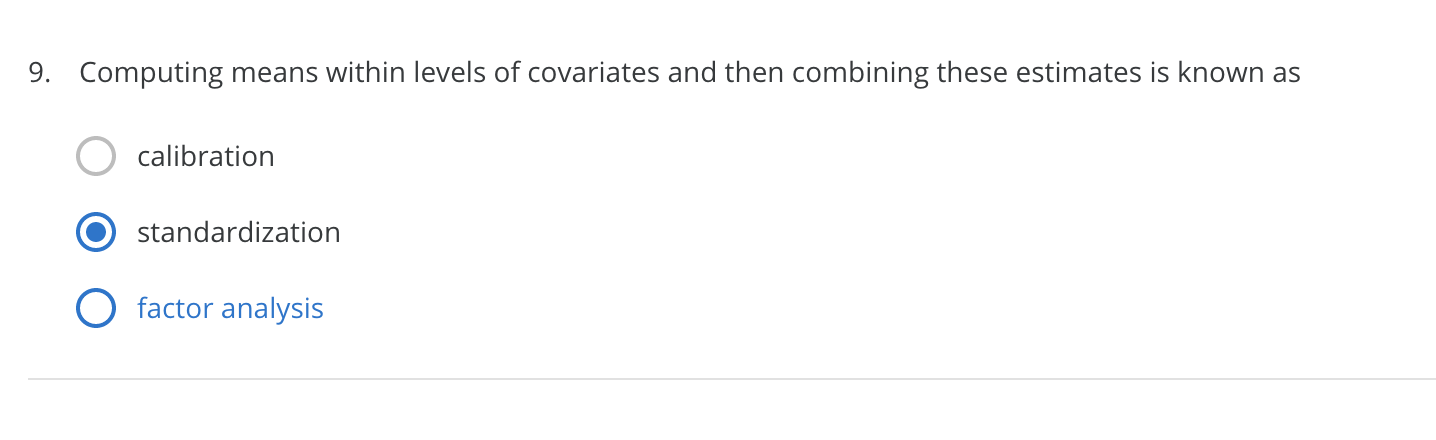 9. Computing means within levels of covariates and then combining these estimates is known as
calibration
standardization
factor analysis